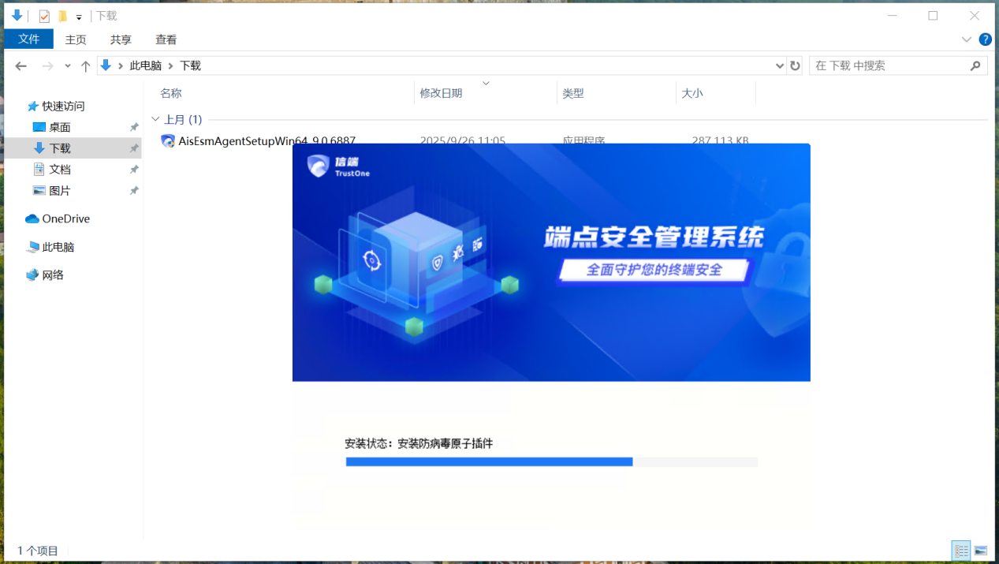 下载
文件 主页 共享 查看
此电脑 下载
在 下载 中搜索
名称 修改日期 类型 大小
快速访问
桌面
下载
文档
图片
OneDrive
此电脑
网络
上月 (1)
AisEsmAgentSetupWin64_9.0.6887 2025/9/26 11:05 应用程序 287,113 KB
信端
TrustOne
端点安全管理系统
全面守护您的终端安全
安装状态：安装防病毒原子插件
1 个项目